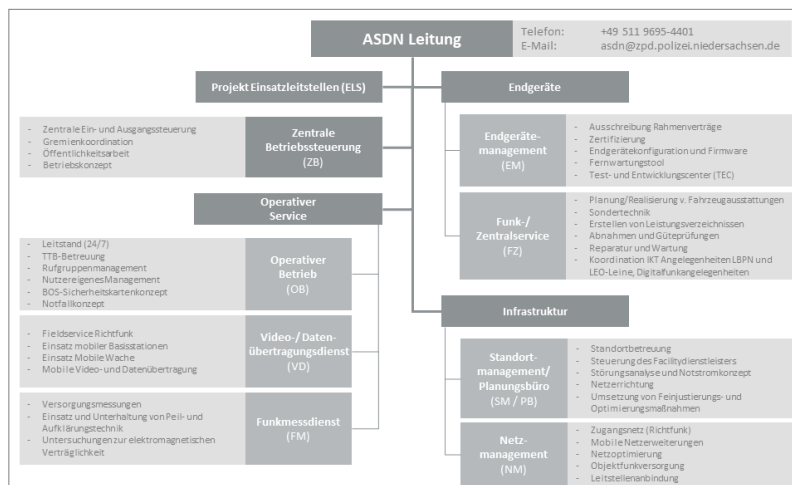 ASDN Leitung
Telefon: +49 511 9695-4401
E-Mail: asdn@zpd.polizei.niedersachsen.de
Projekt Einsatzleitstellen (ELS)
Endgeräte
- Zentrale Ein- und Ausgangssteuerung
- Gremienkoordination
- Öffentlichkeitsarbeit
- Betriebskonzept
Zentrale
Betriebssteuerung
(ZB)
Endgeräte-
management
(EM)
- Ausschreibung Rahmenverträge
- Zertifizierung
- Endgerätekonfiguration und Firmware
- Fernwartungstool
- Test- und Entwicklungscenter (TEC)
Operativer
Service
Funk-/
Zentralservice
(FZ)
- Planung/Realisierung v. Fahrzeugausstattungen
- Sondertechnik
- Erstellen von Leistungsverzeichnissen
- Abnahmen und Güteprüfungen
- Reparatur und Wartung
- Koordination IKT Angelegenheiten LBPN und
LEO-Leine, Digitalfunkangelegenheiten
- Leitstand (24/7)
- TTB-Betreuung
- Rufgruppenmanagement
- Nutzereigenes Management
- BOS-Sicherheitskartenkonzept
- Notfallkonzept
Operativer
Betrieb
(OB)
Infrastruktur
- Fieldservice Richtfunk
- Einsatz mobiler Basisstationen
- Einsatz Mobile Wache
- Mobile Video- und Datenübertragung
Video-/ Daten-
übertragungsdienst
(VD)
Standort-
management/
Planungsbüro
(SM / PB)
- Standortbetreuung
- Steuerung des Facilitydienstleisters
- Störungsanalyse und Notstromkonzept
- Netzerrichtung
- Umsetzung von Feinjustierungs- und
Optimierungsmaßnahmen
- Versorgungsmessungen
- Einsatz und Unterhaltung von Peil- und
Aufklärungstechnik
- Untersuchungen zur elektromagnetischen
Verträglichkeit
Funkmessdienst
(FM)
Netz-
management
(NM)
- Zugangsnetz (Richtfunk)
- Mobile Netzerweiterungen
- Netzoptimierung
- Objektfunkversorgung
- Leitstellenanbindung